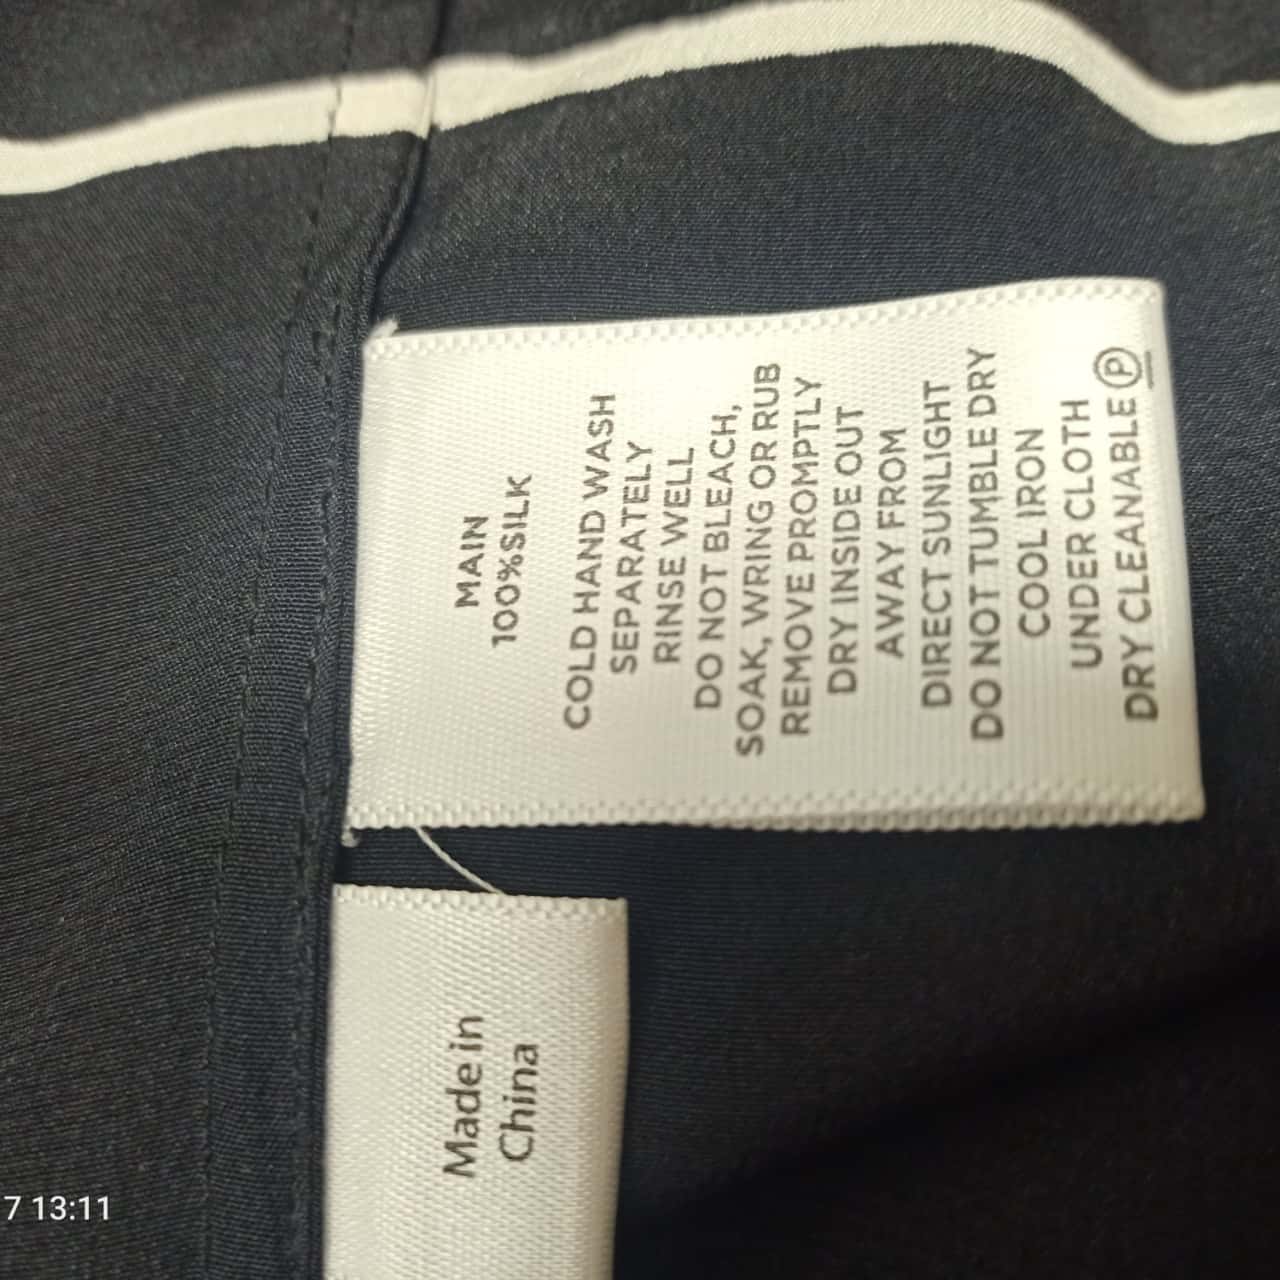 MAIN
100%SILK
COLD HAND WASH
SEPARATELY
RINSE WELL
DO NOT BLEACH,
SOAK, WRING OR RUB
REMOVE PROMPTLY
DRY INSIDE OUT
AWAY FROM
DIRECT SUNLIGHT
DO NOT TUMBLE DRY
COOL IRON
UNDER CLOTH
DRY CLEANABLE Ⓟ
Made in
China
7 13:11